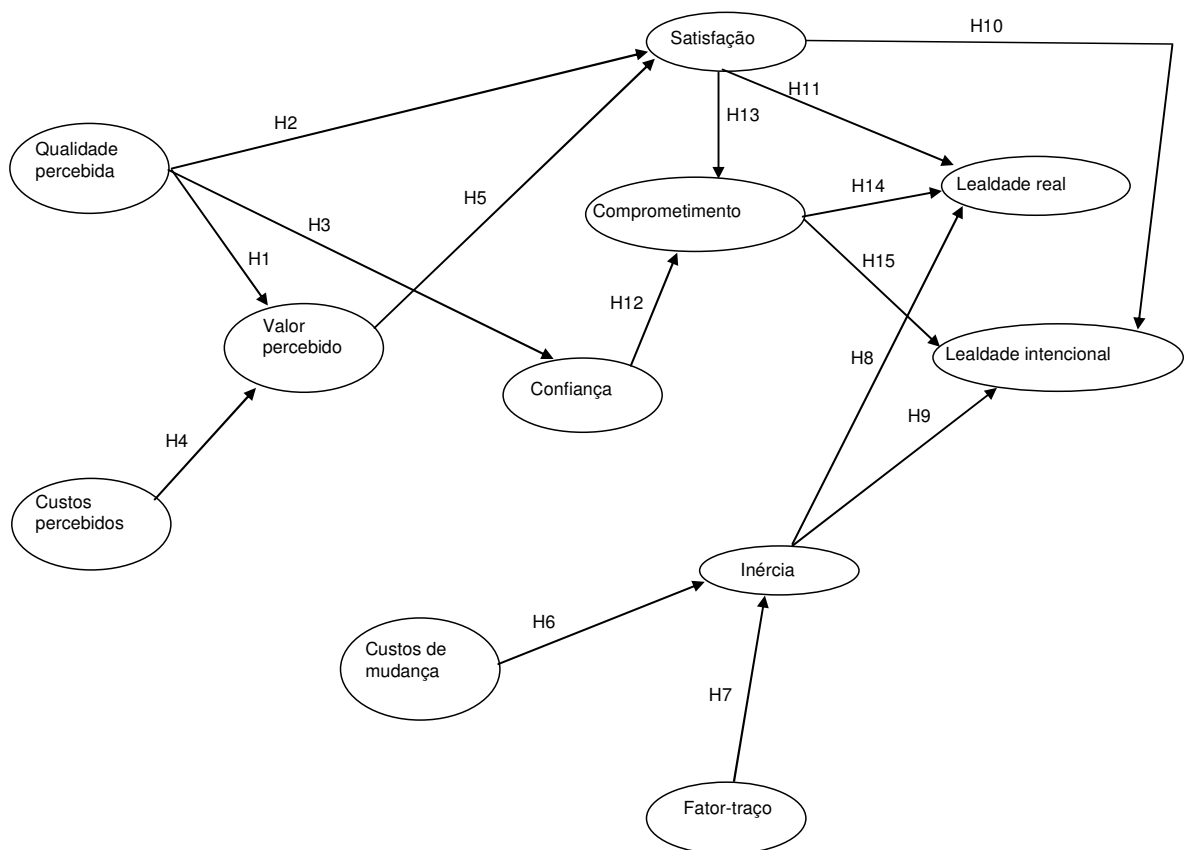 Satisfação
H10
H11
H13
H2
Qualidade
percebida
Lealdade real
H14
H5
Comprometimento
H3
H1
H15
H12
Valor
percebido
Lealdade intencional
H8
Confiança
H9
H4
Custos
percebidos
Inércia
H6
Custos de
mudança
H7
Fator-traço